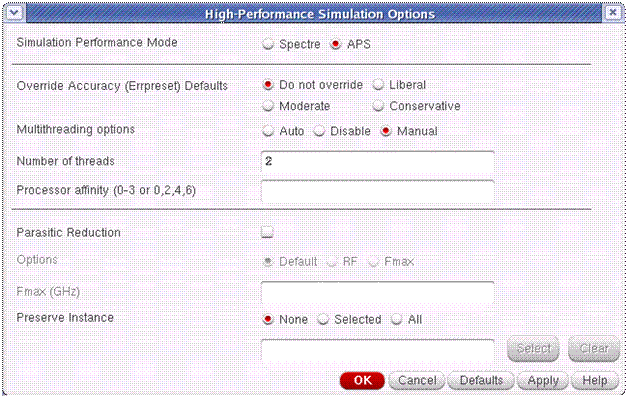 High-Performance Simulation Options
Simulation Performance Mode Spectre APS
Override Accuracy (Errpreset) Defaults Do not override Liberal
Moderate Conservative
Multithreading options Auto Disable Manual
Number of threads 2
Processor affinity (0-3 or 0,2,4,6)
Parasitic Reduction
Options Default RF Fmax
Fmax (GHz)
Preserve Instance None Selected All
Select Clear
OK Cancel Defaults Apply Help